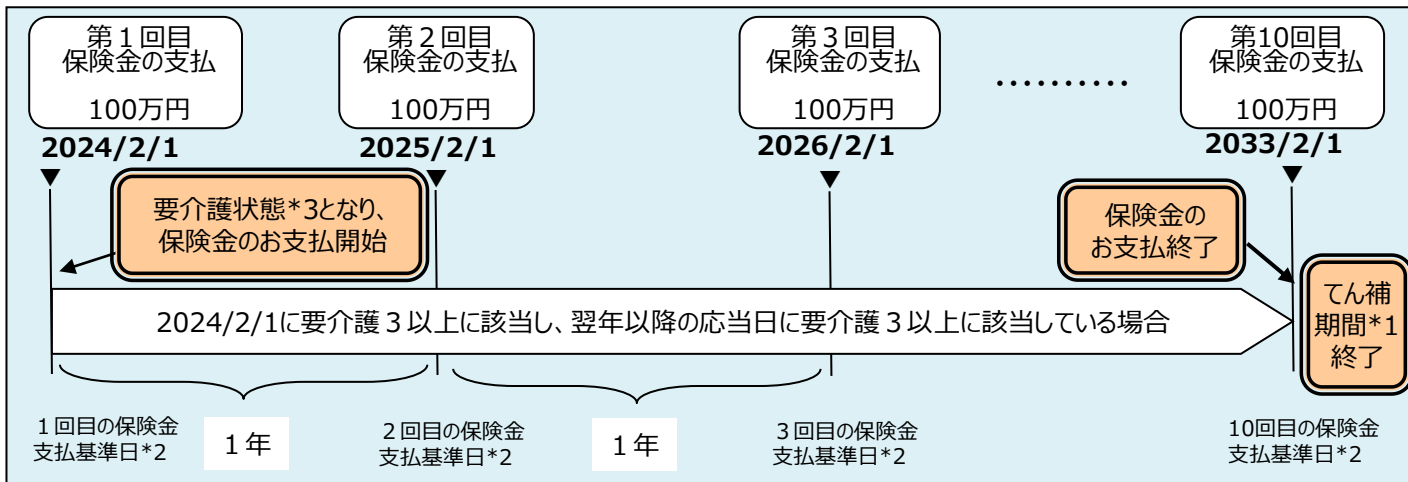 第１回目
保険金の支払
100万円
第２回目
保険金の支払
100万円
第３回目
保険金の支払
100万円
‥‥‥‥‥
第10回目
保険金の支払
100万円
2024/2/1
2025/2/1
2026/2/1
2033/2/1
要介護状態*3となり、
保険金のお支払開始
保険金の
お支払終了
てん補
期間*1
終了
2024/2/1に要介護３以上に該当し、翌年以降の応当日に要介護３以上に該当している場合
１回目の保険金
支払基準日*2
１年
２回目の保険金
支払基準日*2
１年
３回目の保険金
支払基準日*2
10回目の保険金
支払基準日*2